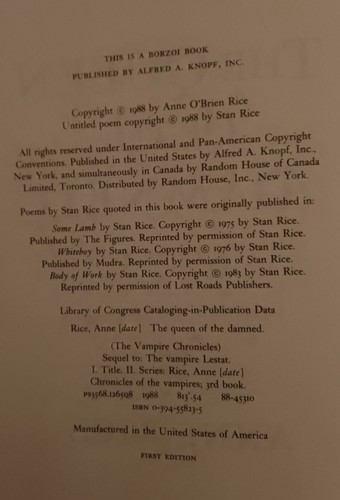 THIS IS A BORZOI BOOK
PUBLISHED BY ALFRED A. KNOPF, INC.
Copyright © 1988 by Anne O'Brien Rice
Untitled poem copyright © 1988 by Stan Rice
All rights reserved under International and Pan-American Copyright
Conventions. Published in the United States by Alfred A. Knopf, Inc.,
New York, and simultaneously in Canada by Random House of Canada
Limited, Toronto. Distributed by Random House, Inc., New York.
Poems by Stan Rice quoted in this book were originally published in:
Some Lamb by Stan Rice. Copyright © 1975 by Stan Rice.
Published by The Figures. Reprinted by permission of Stan Rice.
Whiteboy by Stan Rice. Copyright © 1976 by Stan Rice.
Published by Mudra. Reprinted by permission of Stan Rice.
Body of Work by Stan Rice. Copyright © 1983 by Stan Rice.
Reprinted by permission of Lost Roads Publishers.
Library of Congress Cataloging-in-Publication Data
Rice, Anne [date] The queen of the damned.
(The Vampire Chronicles)
Sequel to: The vampire Lestat.
I. Title. II. Series: Rice, Anne [date]
Chronicles of the vampires; 3rd book.
PS3568.I265Q8 1988 813'.54 88-45310
ISBN 0-394-55823-5
Manufactured in the United States of America
FIRST EDITION